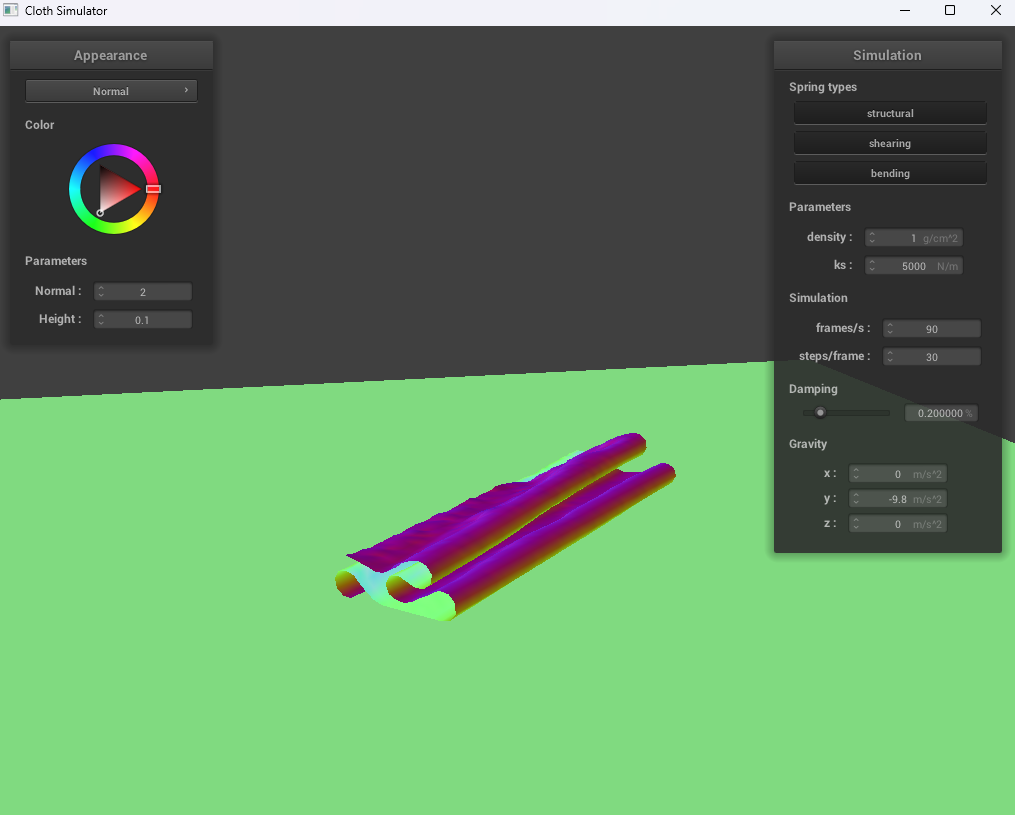 Cloth Simulator
Appearance
Normal
Color
Parameters
Normal :
2
Height :
0.1
Simulation
Spring types
structural
shearing
bending
Parameters
density :
1 g/cm^2
ks :
5000 N/m
Simulation
frames/s :
90
steps/frame :
30
Damping
0.200000 %
Gravity
x :
0 m/s^2
y :
-9.8 m/s^2
z :
0 m/s^2